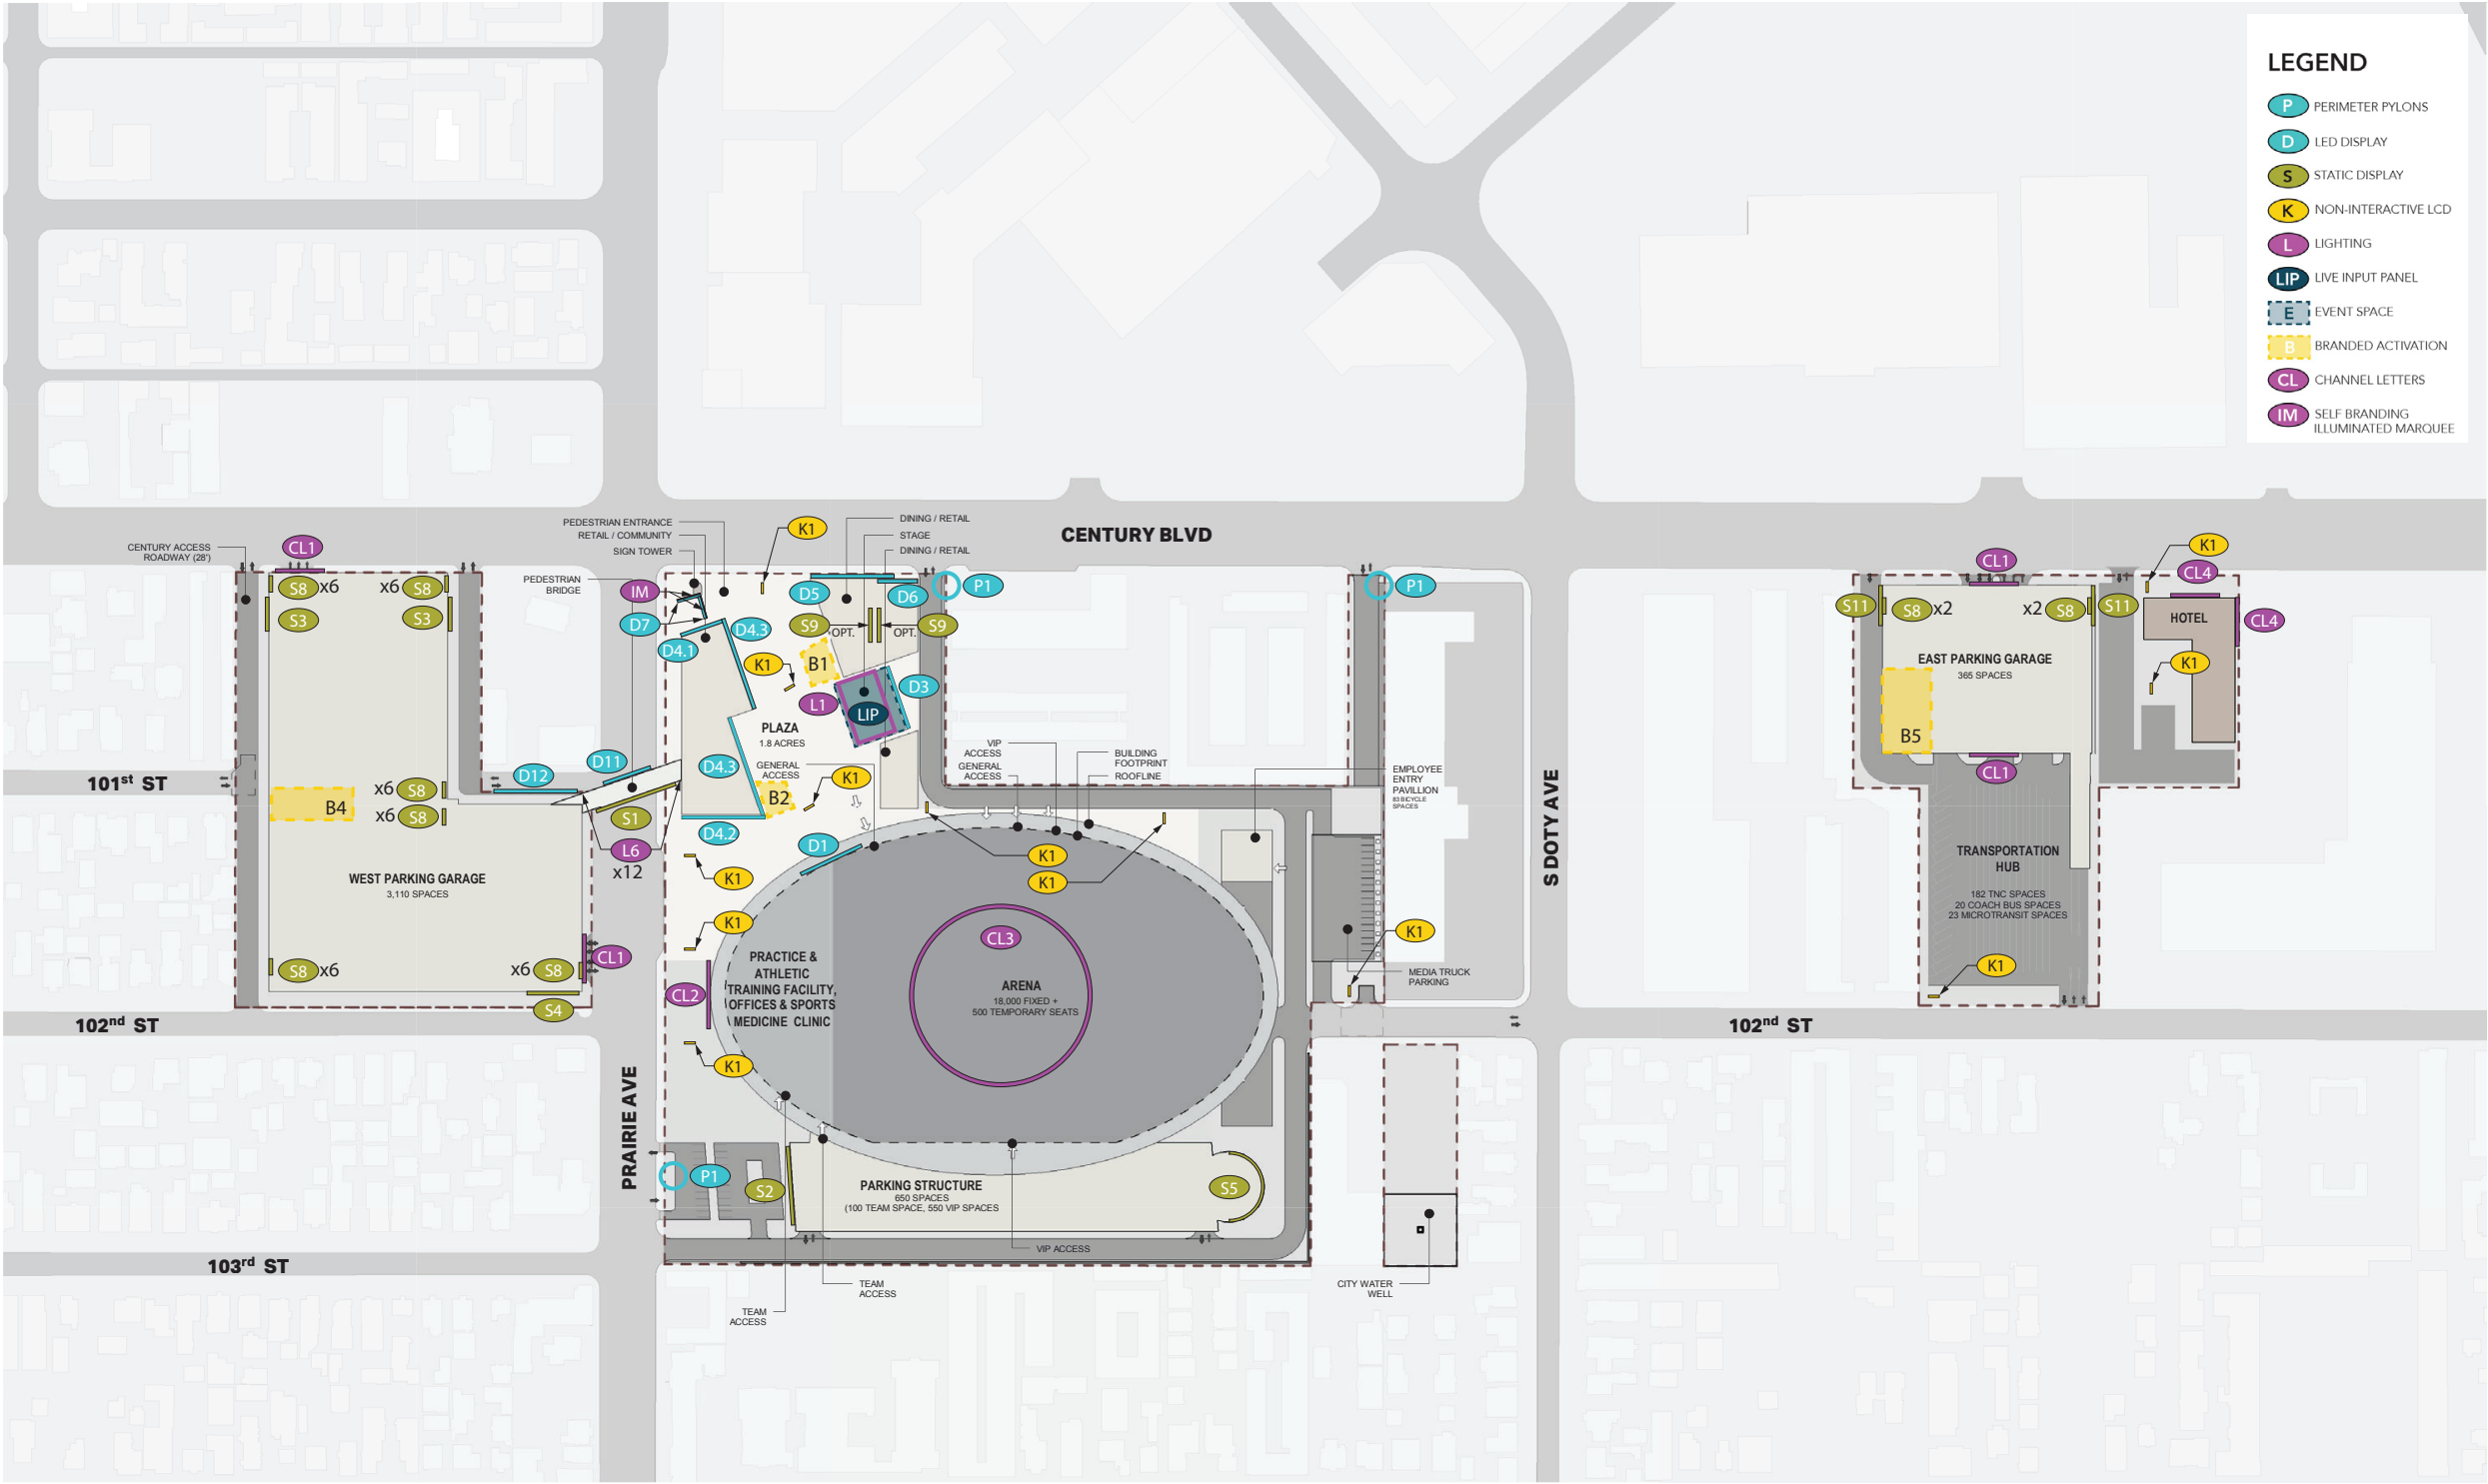 LEGEND
P PERIMETER PYLONS
D LED DISPLAY
S STATIC DISPLAY
K NON-INTERACTIVE LCD
L LIGHTING
LIP LIVE INPUT PANEL
E EVENT SPACE
B BRANDED ACTIVATION
CL CHANNEL LETTERS
IM SELF BRANDING
ILLUMINATED MARQUEE
CENTURY BLVD
CENTURY ACCESS
ROADWAY (28')
CL1
S8 x6
x6 S8
S3
S3
x6 S8
x6 S8
B4
WEST PARKING GARAGE
3,110 SPACES
S8 x6
x6 S8
CL1
S4
101st ST
102nd ST
103rd ST
PRAIRIE AVE
PEDESTRIAN ENTRANCE
RETAIL / COMMUNITY
SIGN TOWER
PEDESTRIAN
BRIDGE
IM
D7
D12
D11
S1
L6
x12
K1
DINING / RETAIL
STAGE
DINING / RETAIL
D5
D6
P1
S9
OPT.
OPT.
S9
D4.3
D4.1
K1
B1
D3
L1
LIP
PLAZA
1.8 ACRES
D4.3
GENERAL
ACCESS
K1
B2
D4.2
D1
K1
K1
K1
K1
K1
CL2
PRACTICE &
ATHLETIC
TRAINING FACILITY,
OFFICES & SPORTS
MEDICINE CLINIC
CL3
ARENA
18,000 FIXED +
500 TEMPORARY SEATS
VIP
ACCESS
GENERAL
ACCESS
BUILDING
FOOTPRINT
ROOFLINE
P1
EMPLOYEE
ENTRY
PAVILLION
83 BICYCLE
SPACES
K1
MEDIA TRUCK
PARKING
P1
S2
PARKING STRUCTURE
650 SPACES
(100 TEAM SPACE, 550 VIP SPACES
S5
VIP ACCESS
TEAM
ACCESS
TEAM
ACCESS
CITY WATER
WELL
S DOTY AVE
102nd ST
CL1
S11
S8 x2
x2 S8
S11
EAST PARKING GARAGE
365 SPACES
B5
CL1
K1
CL4
HOTEL
CL4
K1
TRANSPORTATION
HUB
182 TNC SPACES
20 COACH BUS SPACES
23 MICROTRANSIT SPACES
K1